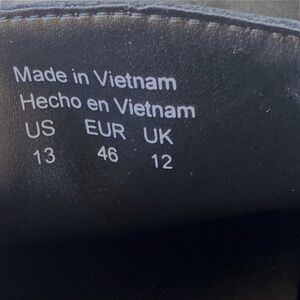 Made in Vietnam
Hecho en Vietnam
US EUR UK
13 46 12